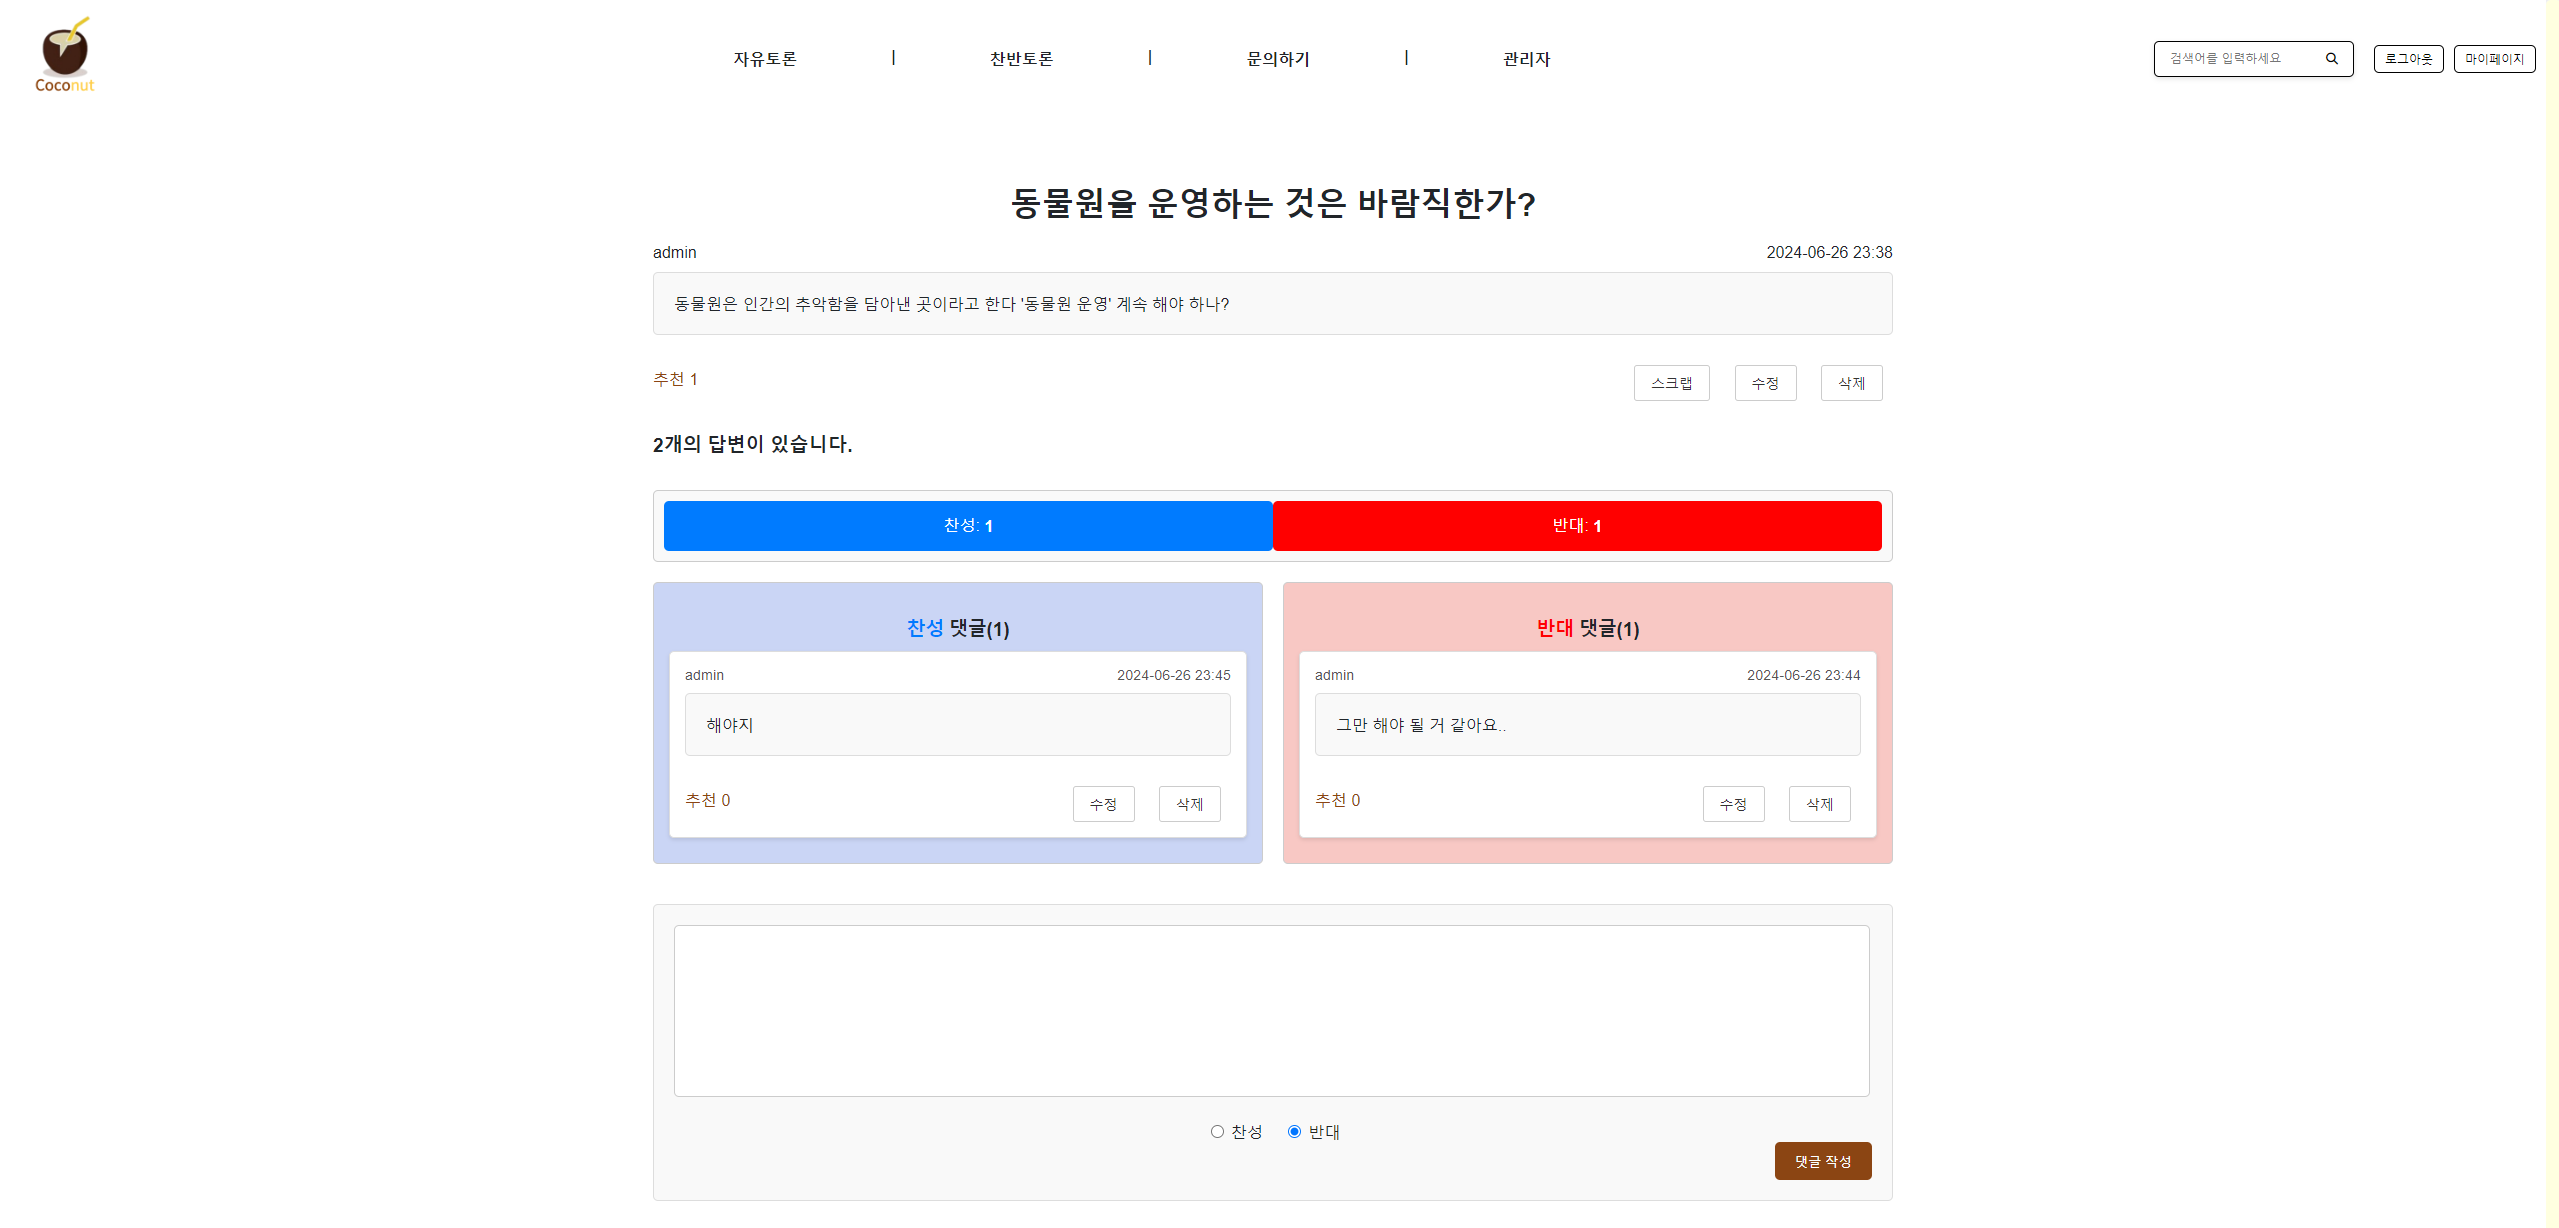 Coconut
자유토론 | 찬반토론 | 문의하기 | 관리자
검색어를 입력하세요
로그아웃
마이페이지
동물원을 운영하는 것은 바람직한가?
admin 2024-06-26 23:38
동물원은 인간의 추악함을 담아낸 곳이라고 한다 '동물원 운영' 계속 해야 하나?
추천 1
스크랩 수정 삭제
2개의 답변이 있습니다.
찬성: 1 반대: 1
찬성 댓글(1)
admin 2024-06-26 23:45
해야지
추천 0 수정 삭제
반대 댓글(1)
admin 2024-06-26 23:44
그만 해야 될 거 같아요..
추천 0 수정 삭제
찬성 반대
댓글 작성